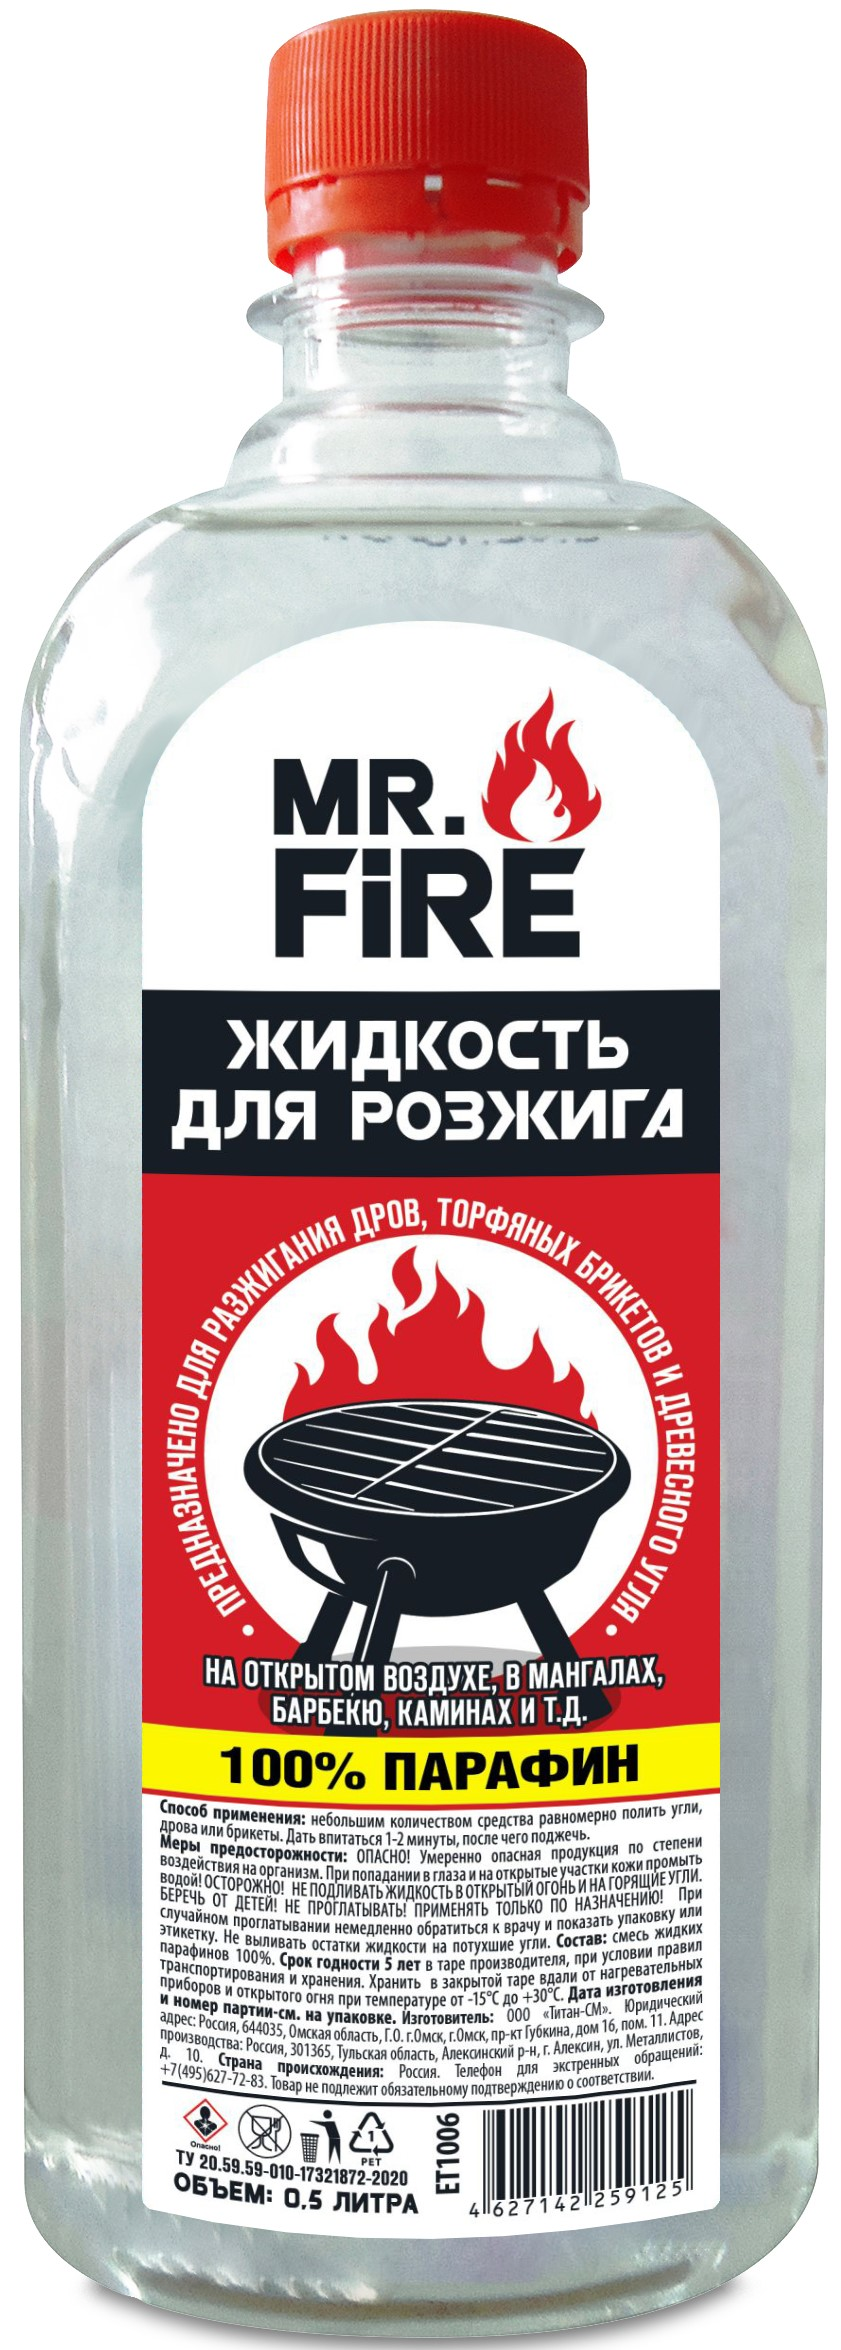 MR.
FiRE
ЖИДКОСТЬ
ДЛЯ РОЗЖИГА
• ПРЕДНАЗНАЧЕНО ДЛЯ РАЗЖИГАНИЯ ДРОВ, ТОРФЯНЫХ БРИКЕТОВ И ДРЕВЕСНОГО УГЛЯ •
НА ОТКРЫТОМ ВОЗДУХЕ, В МАНГАЛАХ,
БАРБЕКЮ, КАМИНАХ И Т.Д.
100% ПАРАФИН
Способ применения: небольшим количеством средства равномерно полить угли,
дрова или брикеты. Дать впитаться 1-2 минуты, после чего поджечь.
Меры предосторожности: ОПАСНО! Умеренно опасная продукция по степени
воздействия на организм. При попадании в глаза и на открытые участки кожи промыть
водой! ОСТОРОЖНО! НЕ ПОДЛИВАТЬ ЖИДКОСТЬ В ОТКРЫТЫЙ ОГОНЬ И НА ГОРЯЩИЕ УГЛИ.
БЕРЕЧЬ ОТ ДЕТЕЙ! НЕ ПРОГЛАТЫВАТЬ! ПРИМЕНЯТЬ ТОЛЬКО ПО НАЗНАЧЕНИЮ! При
случайном проглатывании немедленно обратиться к врачу и показать упаковку или
этикетку. Не выливать остатки жидкости на потухшие угли. Состав: смесь жидких
парафинов 100%. Срок годности 5 лет в таре производителя, при условии правил
транспортирования и хранения. Хранить в закрытой таре вдали от нагревательных
приборов и открытого огня при температуре от -15°С до +30°С. Дата изготовления
и номер партии-см. на упаковке. Изготовитель: ООО «Титан-СМ». Юридический
адрес: Россия, 644035, Омская область, Г.О. г.Омск, г.Омск, пр-кт Губкина, дом 16, пом. 11. Адрес
производства: Россия, 301365, Тульская область, Алексинский р-н, г. Алексин, ул. Металлистов,
д. 10. Страна происхождения: Россия. Телефон для экстренных обращений:
+7(495)627-72-83. Товар не подлежит обязательному подтверждению о соответствии.
Опасно!
1
PET
ТУ 20.59.59-010-17321872-2020
ОБЪЕМ: 0,5 ЛИТРА
ET1006
4 627142 259125